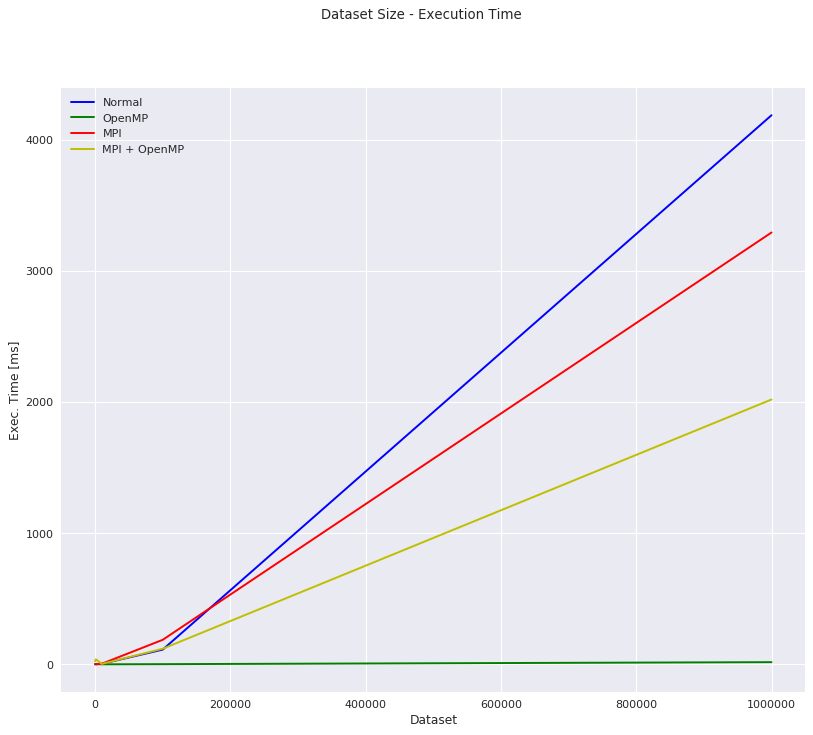 Dataset Size - Execution Time
Normal
OpenMP
MPI
MPI + OpenMP
4000
3000
2000
1000
0
Exec. Time [ms]
0 200000 400000 600000 800000 1000000
Dataset